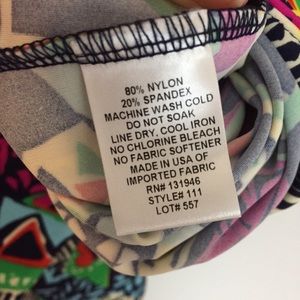 80% NYLON
20% SPANDEX
MACHINE WASH COLD
DO NOT SOAK
LINE DRY, COOL IRON
NO CHLORINE BLEACH
NO FABRIC SOFTENER
MADE IN USA OF
IMPORTED FABRIC
RN# 131946
STYLE# 111
LOT# 557